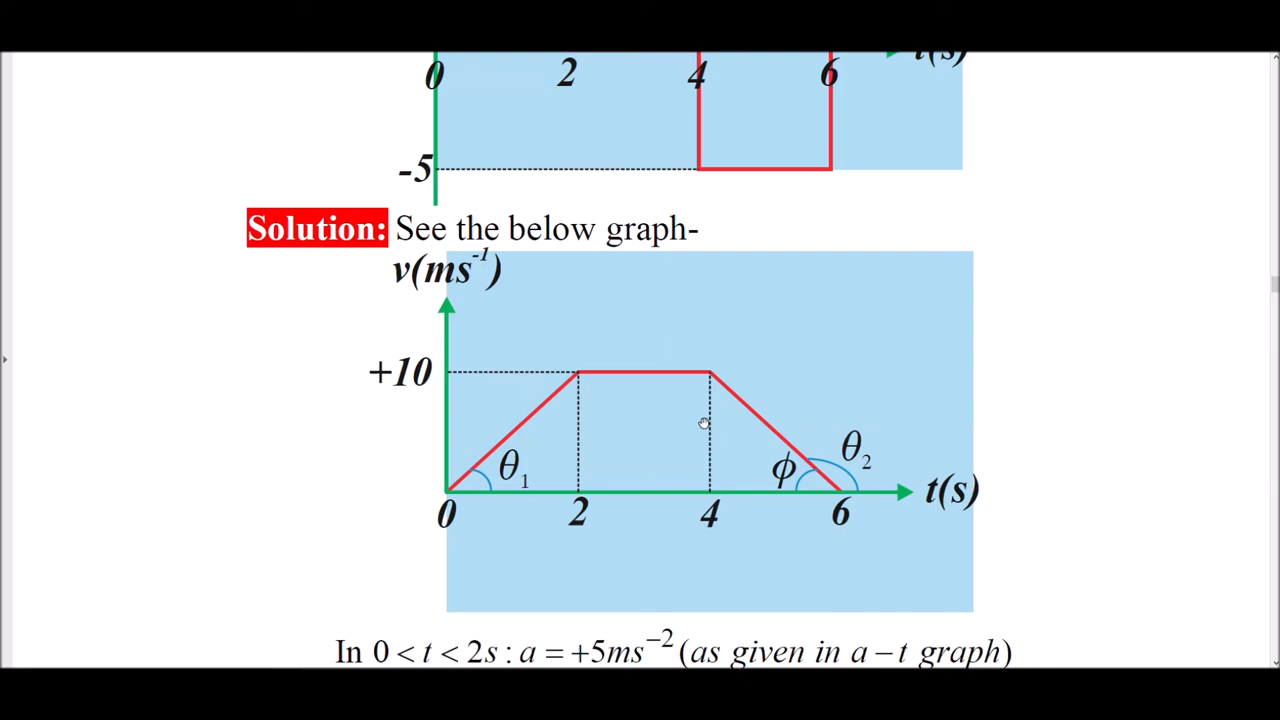 t(s)
0 2 4 6
-5
Solution: See the below graph-
v(ms⁻¹)
+10
θ₁ ϕ θ₂
t(s)
0 2 4 6
In 0 < t < 2s : a = +5ms⁻² (as given in a − t graph)